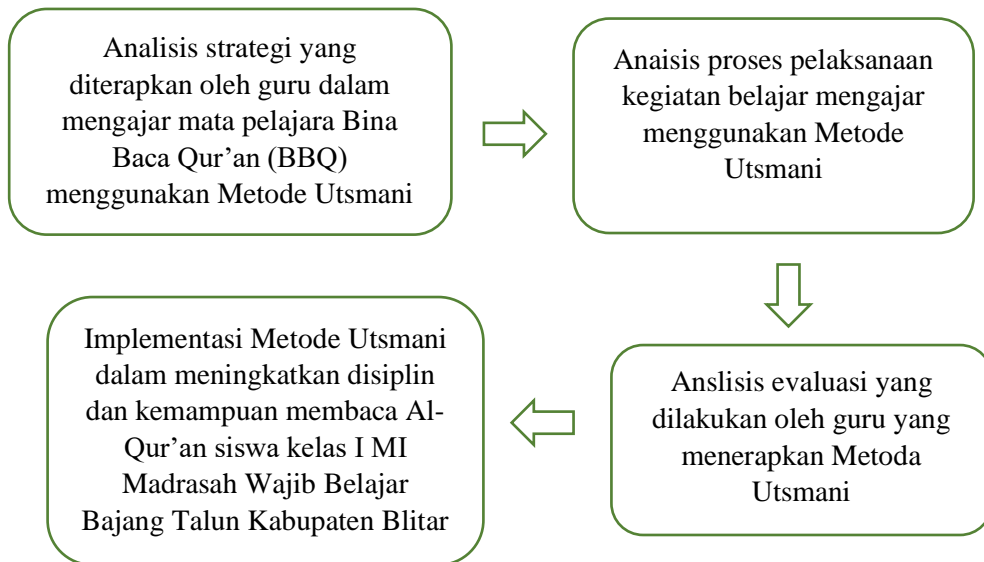 Analisis strategi yang
diterapkan oleh guru dalam
mengajar mata pelajara Bina
Baca Qur’an (BBQ)
menggunakan Metode Utsmani
Anaisis proses pelaksanaan
kegiatan belajar mengajar
menggunakan Metode
Utsmani
Anslisis evaluasi yang
dilakukan oleh guru yang
menerapkan Metoda
Utsmani
Implementasi Metode Utsmani
dalam meningkatkan disiplin
dan kemampuan membaca Al-
Qur’an siswa kelas I MI
Madrasah Wajib Belajar
Bajang Talun Kabupaten Blitar